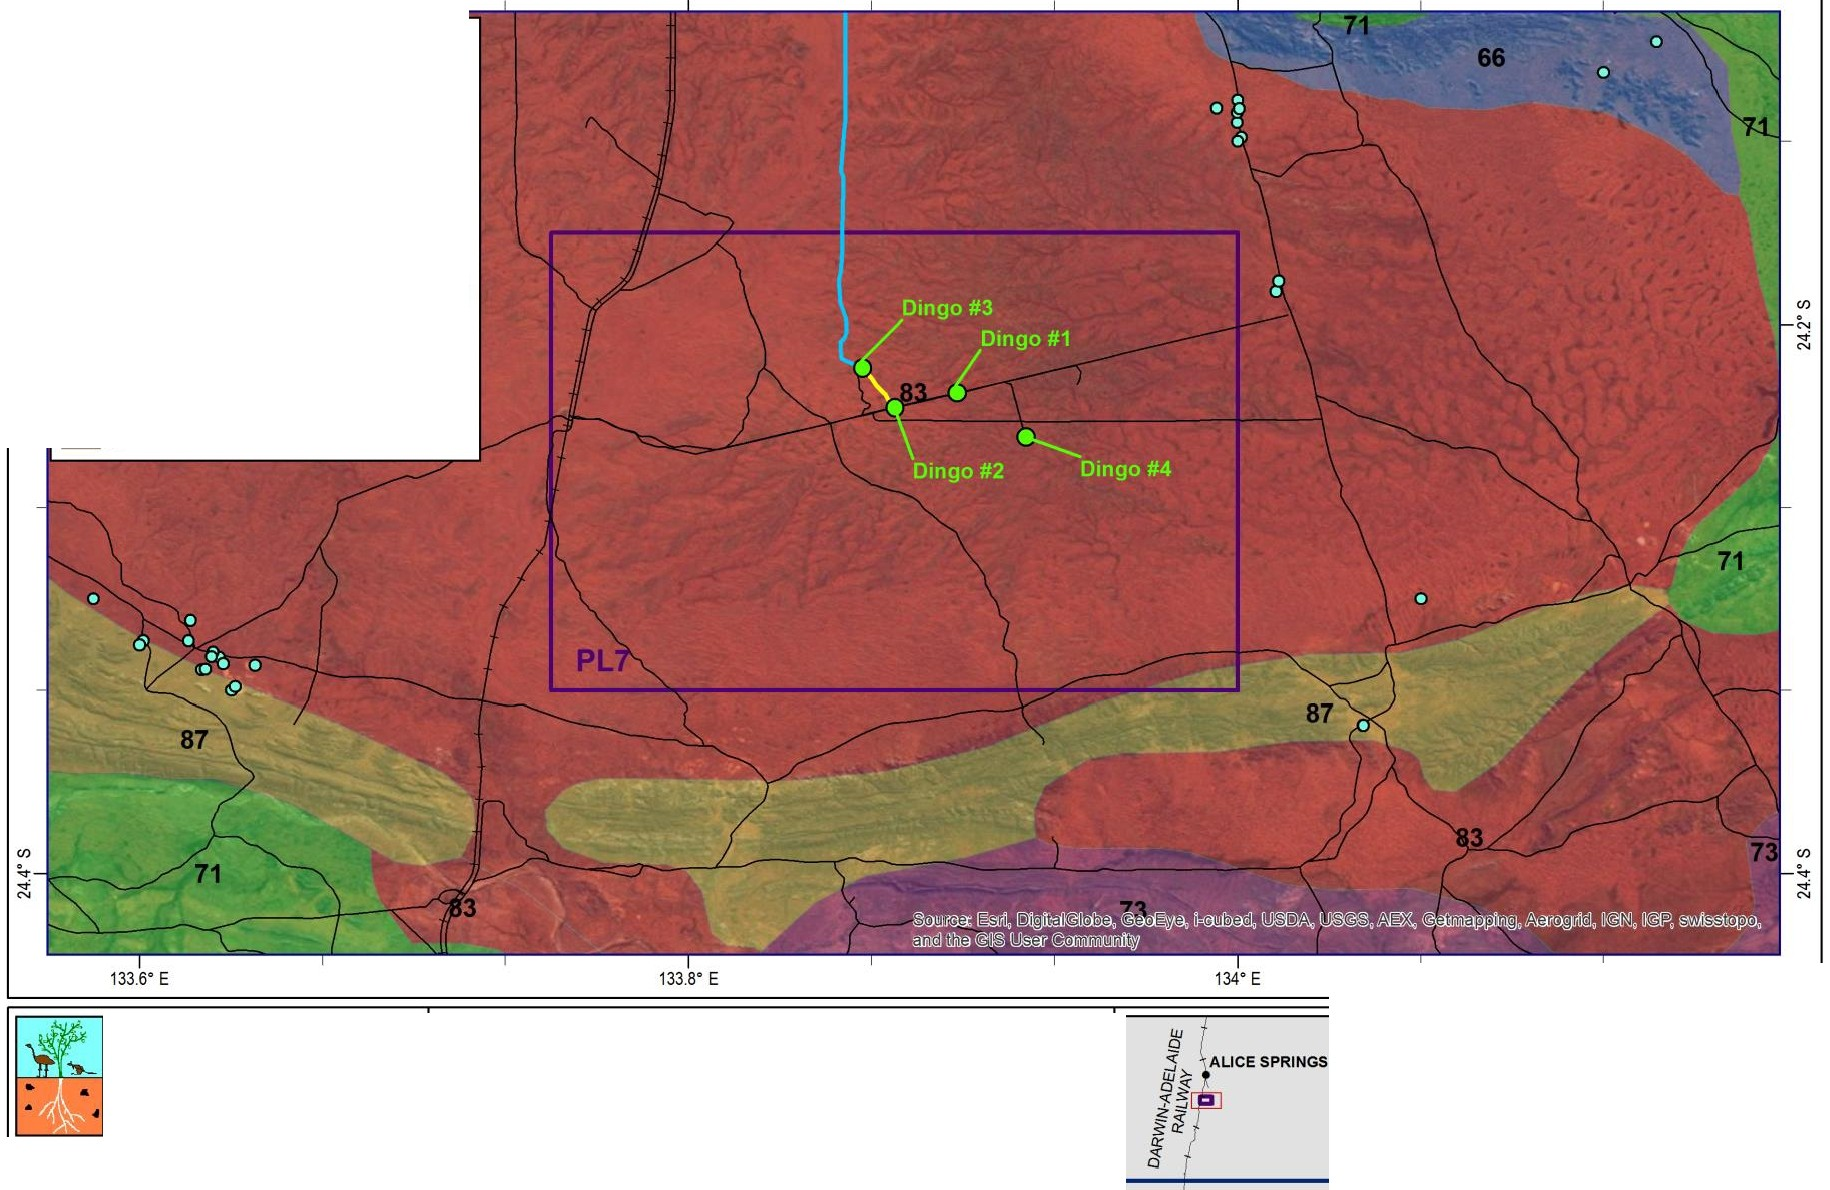 71
66
71
Dingo #3
24.2° S
Dingo #1
83
Dingo #2
Dingo #4
71
PL7
87
87
83
73
71
24.4° S
24.4° S
83
73
Source: Esri, DigitalGlobe, GeoEye, i-cubed, USDA, USGS, AEX, Getmapping, Aerogrid, IGN, IGP, swisstopo,
and the GIS User Community
133.6° E
133.8° E
134° E
DARWIN-ADELAIDE
RAILWAY
ALICE SPRINGS